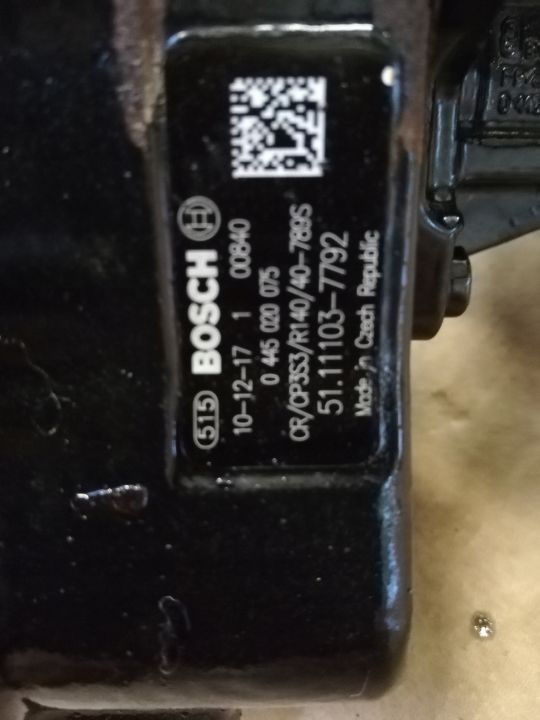 515 BOSCH
10-12-17 1 00840
0 445 020 075
CR/CP3S3/R140/40-789S
51.11103-7792
Made in Czech Republic